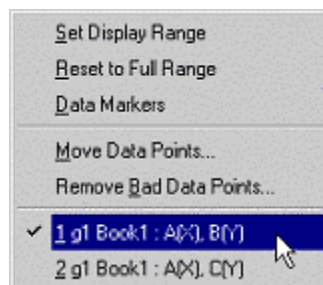 Set Display Range
Reset to Full Range
Data Markers
Move Data Points...
Remove Bad Data Points...
1 g1 Book1 : A(X), B(Y)
2 g1 Book1 : A(X), C(Y)